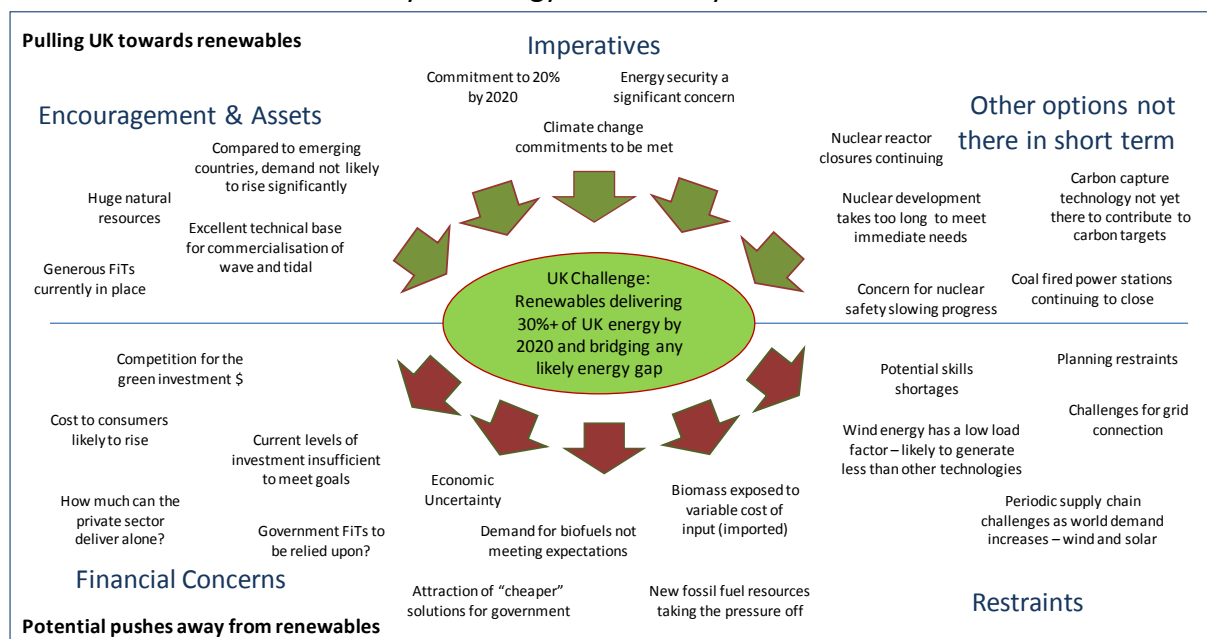 Pulling UK towards renewables
Imperatives
Commitment to 20%
by 2020
Energy security a
significant concern
Climate change
commitments to be met
Encouragement & Assets
Compared to emerging
countries, demand not likely
to rise significantly
Huge natural
resources
Excellent technical base
for commercialisation of
wave and tidal
Generous FiTs
currently in place
Other options not
there in short term
Nuclear reactor
closures continuing
Carbon capture
technology not yet
there to contribute to
carbon targets
Nuclear development
takes too long to meet
immediate needs
Concern for nuclear
safety slowing progress
Coal fired power stations
continuing to close
UK Challenge:
Renewables delivering
30%+ of UK energy by
2020 and bridging any
likely energy gap
Competition for the
green investment $
Cost to consumers
likely to rise
Current levels of
investment insufficient
to meet goals
How much can the
private sector
deliver alone?
Government FiTs to
be relied upon?
Financial Concerns
Economic
Uncertainty
Biomass exposed to
variable cost of
input (imported)
Demand for biofuels not
meeting expectations
Attraction of “cheaper”
solutions for government
New fossil fuel resources
taking the pressure off
Potential skills
shortages
Planning restraints
Challenges for grid
connection
Wind energy has a low load
factor – likely to generate
less than other technologies
Periodic supply chain
challenges as world demand
increases – wind and solar
Restraints
Potential pushes away from renewables